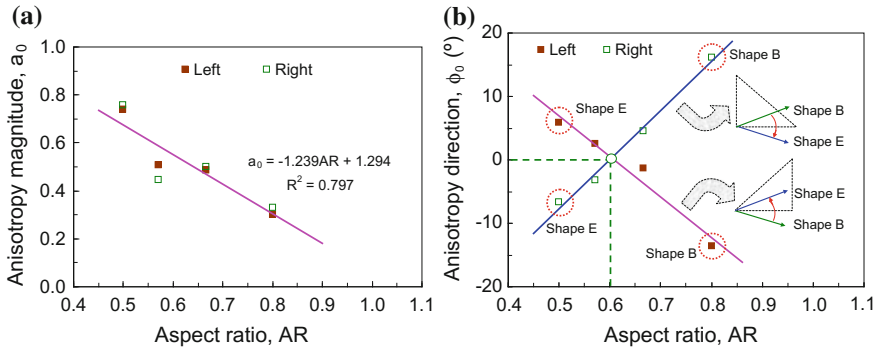 (a)
1.0
0.8
0.6
0.4
0.2
0.0
Anisotropy magnitude, a₀
Left
Right
a₀ = -1.239AR + 1.294
R² = 0.797
0.4 0.5 0.6 0.7 0.8 0.9 1.0 1.1
Aspect ratio, AR
(b)
20
15
10
5
0
-5
-10
-15
-20
Anisotropy direction, ϕ₀ (º)
Left
Right
Shape B
Shape E
Shape B
Shape E
Shape E
Shape B
Shape E
Shape B
0.4 0.5 0.6 0.7 0.8 0.9 1.0 1.1
Aspect ratio, AR